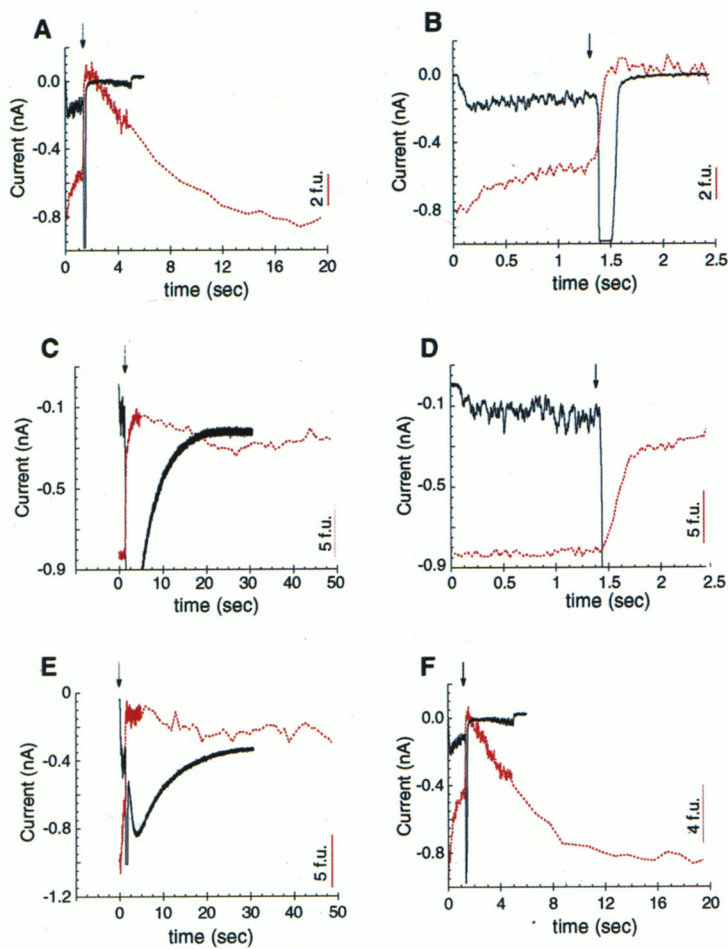 A
Current (nA)
0.0
-0.4
-0.8
0 4 8 12 16 20
time (sec)
2 f.u.
B
Current (nA)
0.0
-0.4
-0.8
0 0.5 1 1.5 2 2.5
time (sec)
2 f.u.
C
Current (nA)
-0.1
-0.5
-0.9
0 10 20 30 40 50
time (sec)
5 f.u.
D
Current (nA)
-0.1
-0.5
-0.9
0 0.5 1 1.5 2 2.5
time (sec)
5 f.u.
E
Current (nA)
0
-0.4
-0.8
-1.2
0 10 20 30 40 50
time (sec)
5 f.u.
F
Current (nA)
0.0
-0.4
-0.8
0 4 8 12 16 20
time (sec)
4 f.u.